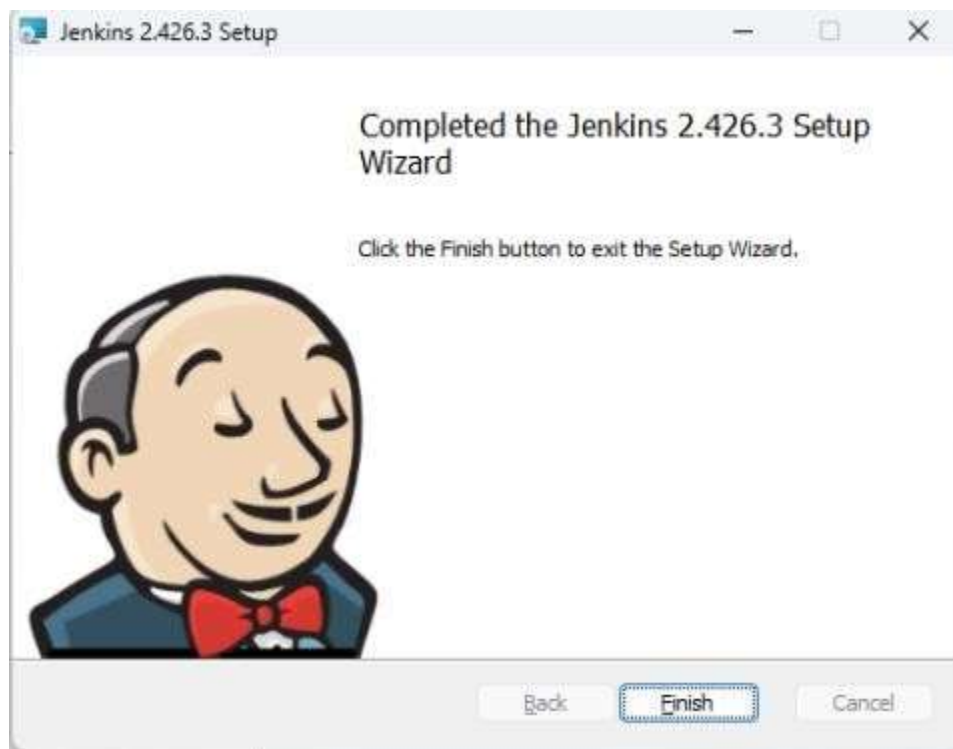 Jenkins 2.426.3 Setup
Completed the Jenkins 2.426.3 Setup
Wizard
Click the Finish button to exit the Setup Wizard.
Back Finish Cancel